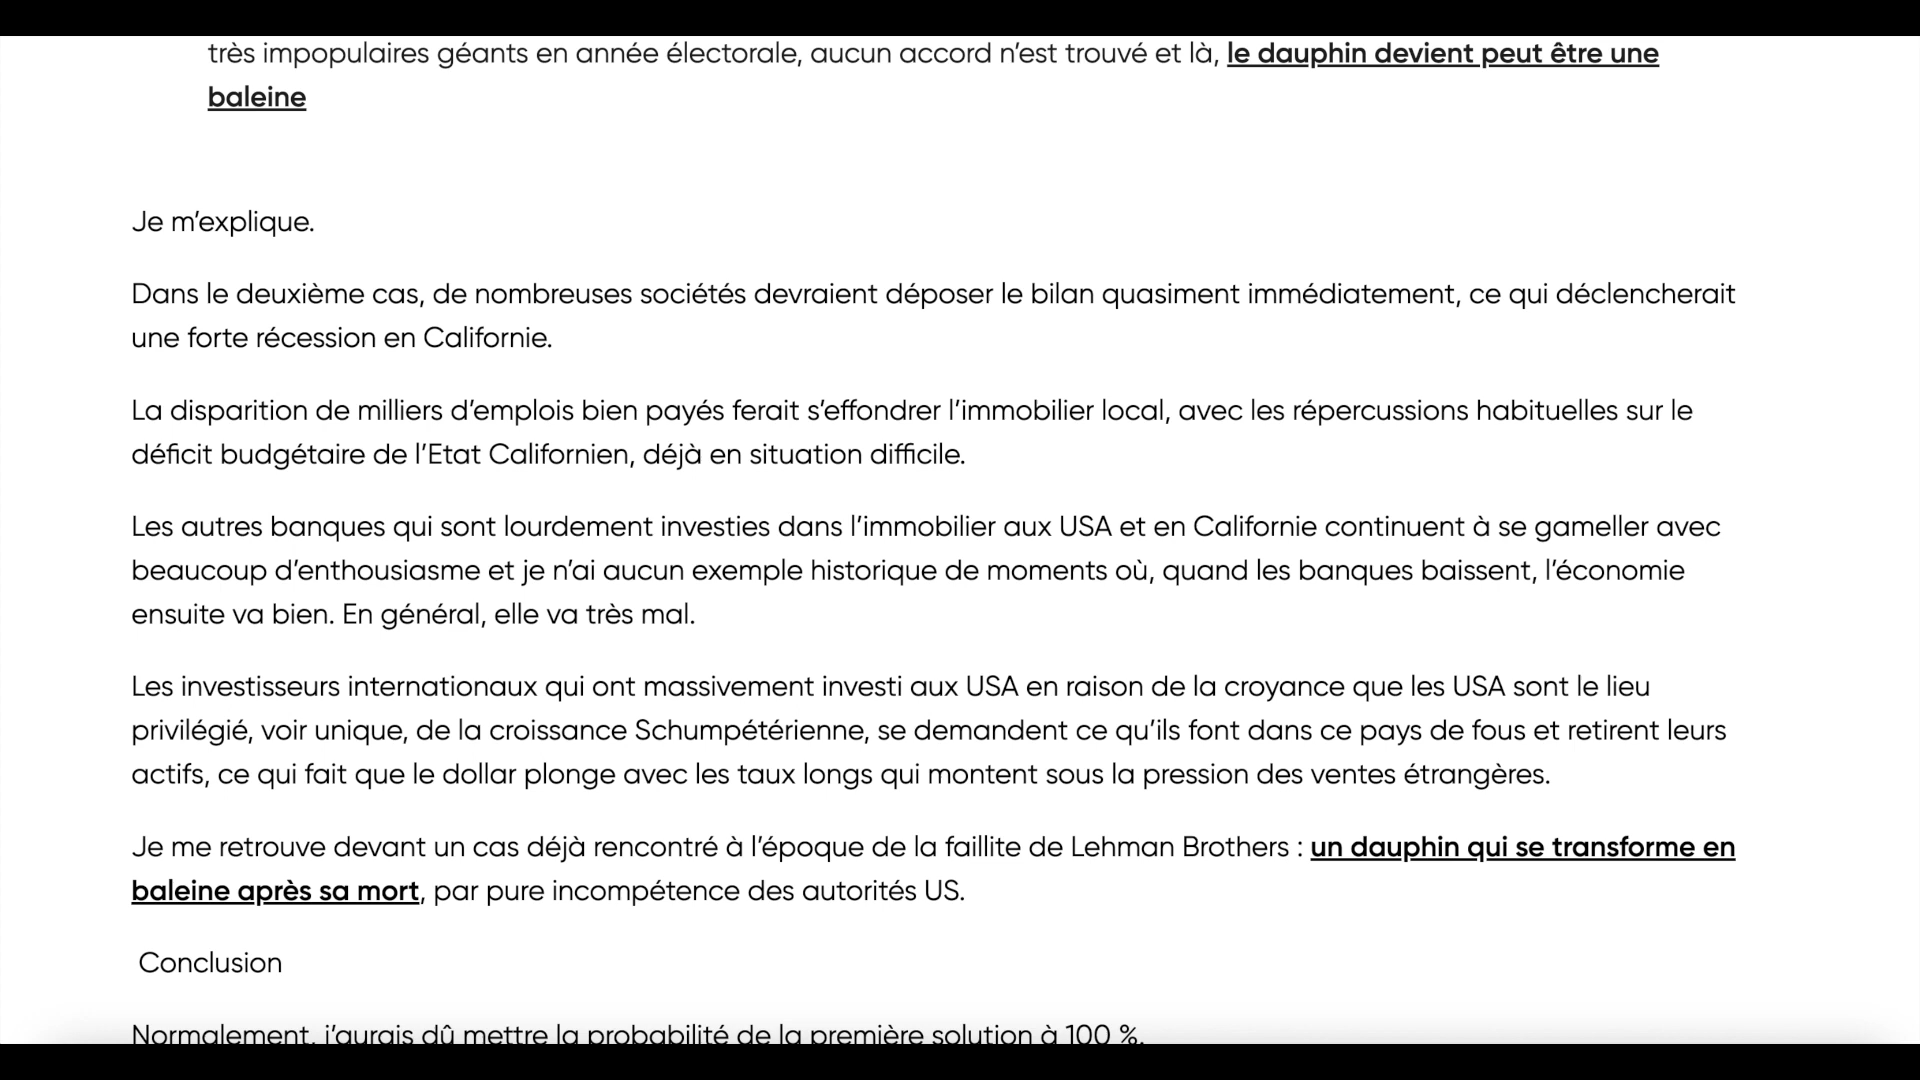 très impopulaires géants en année électorale, aucun accord n’est trouvé et là, le dauphin devient peut être une
baleine
Je m’explique.
Dans le deuxième cas, de nombreuses sociétés devraient déposer le bilan quasiment immédiatement, ce qui déclencherait
une forte récession en Californie.
La disparition de milliers d’emplois bien payés ferait s’effondrer l’immobilier local, avec les répercussions habituelles sur le
déficit budgétaire de l’Etat Californien, déjà en situation difficile.
Les autres banques qui sont lourdement investies dans l’immobilier aux USA et en Californie continuent à se gameller avec
beaucoup d’enthousiasme et je n’ai aucun exemple historique de moments où, quand les banques baissent, l’économie
ensuite va bien. En général, elle va très mal.
Les investisseurs internationaux qui ont massivement investi aux USA en raison de la croyance que les USA sont le lieu
privilégié, voir unique, de la croissance Schumpétérienne, se demandent ce qu’ils font dans ce pays de fous et retirent leurs
actifs, ce qui fait que le dollar plonge avec les taux longs qui montent sous la pression des ventes étrangères.
Je me retrouve devant un cas déjà rencontré à l’époque de la faillite de Lehman Brothers : un dauphin qui se transforme en
baleine après sa mort, par pure incompétence des autorités US.
Conclusion
Normalement, j’aurais dû mettre la probabilité de la première solution à 100 %.